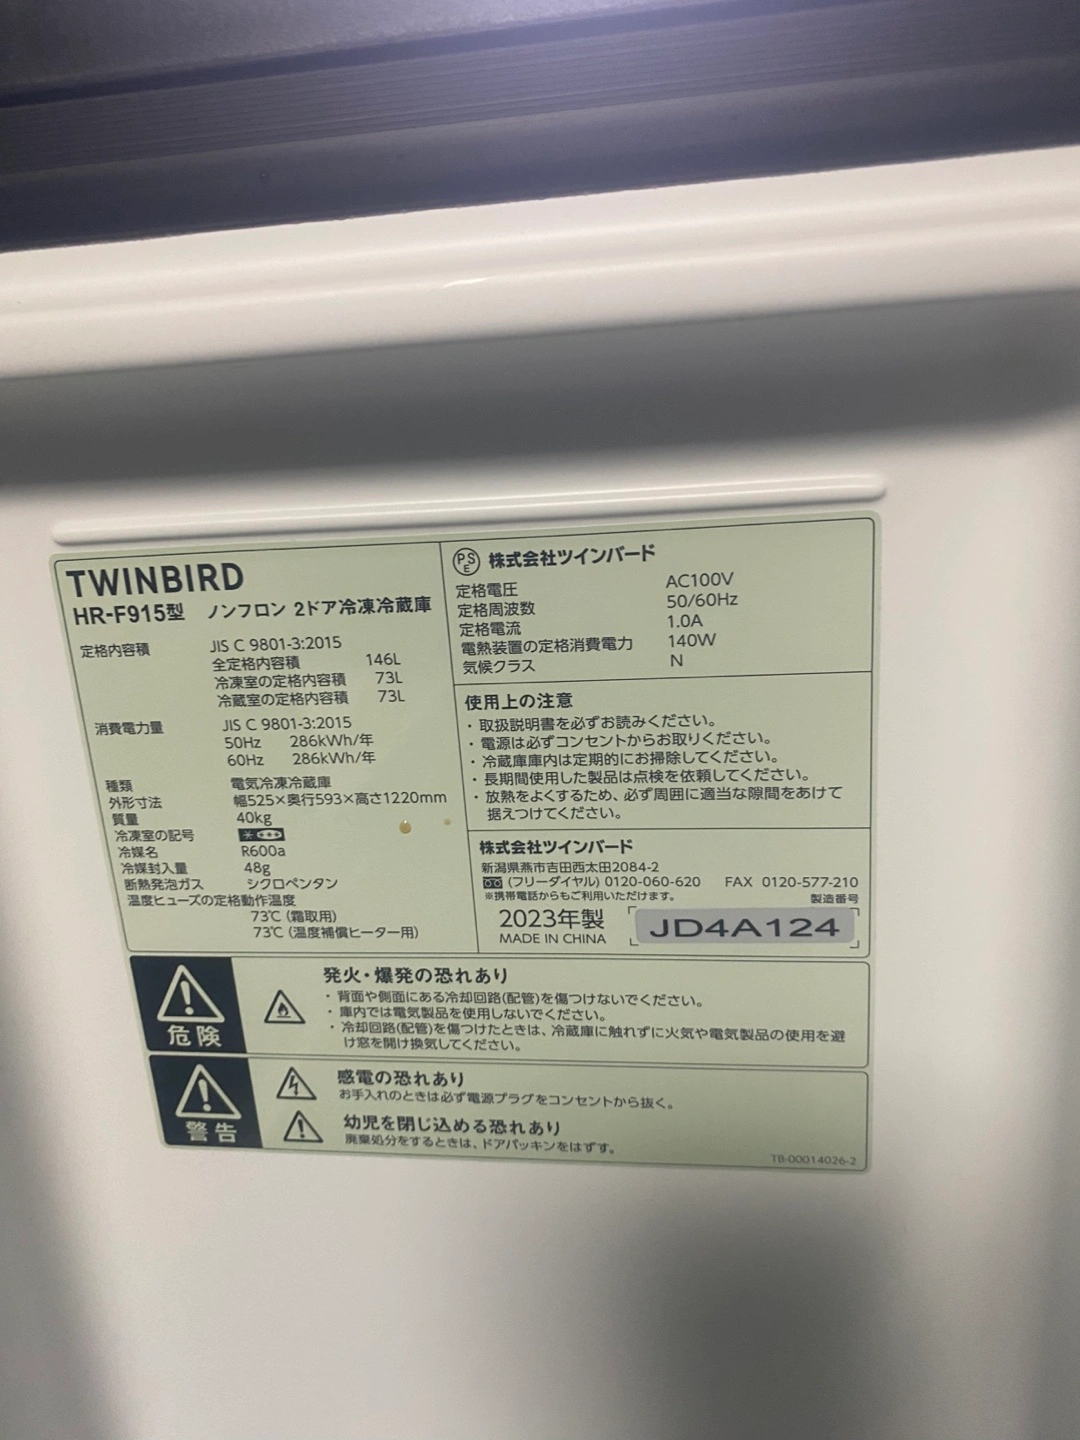 TWINBIRD
HR-F915型 ノンフロン 2ドア冷凍冷蔵庫
定格内容積 JIS C 9801-3:2015
全定格内容積 146L
冷凍室の定格内容積 73L
冷蔵室の定格内容積 73L
消費電力量 JIS C 9801-3:2015
50Hz 286kWh/年
60Hz 286kWh/年
種類 電気冷凍冷蔵庫
外形寸法 幅525×奥行593×高さ1220mm
質量 40kg
冷凍室の記号
冷媒名 R600a
冷媒封入量 48g
断熱発泡ガス シクロペンタン
温度ヒューズの定格動作温度
73℃(霜取用)
73℃(温度補償ヒーター用)
PSE 株式会社ツインバード
定格電圧 AC100V
定格周波数 50/60Hz
定格電流 1.0A
電熱装置の定格消費電力 140W
気候クラス N
使用上の注意
・取扱説明書を必ずお読みください。
・電源は必ずコンセントからお取りください。
・冷蔵庫庫内は定期的にお掃除してください。
・長期間使用した製品は点検を依頼してください。
・放熱をよくするため、必ず周囲に適当な隙間をあけて
据えつけてください。
株式会社ツインバード
新潟県燕市吉田西太田2084-2
(フリーダイヤル) 0120-060-620 FAX 0120-577-210
※携帯電話からもご利用いただけます。 製造番号
2023年製
MADE IN CHINA
JD4A124
危険
発火・爆発の恐れあり
・背面や側面にある冷却回路(配管)を傷つけないでください。
・庫内では電気製品を使用しないでください。
・冷却回路(配管)を傷つけたときは、冷蔵庫に触れずに火気や電気製品の使用を避
け窓を開け換気してください。
警告
感電の恐れあり
お手入れのときは必ず電源プラグをコンセントから抜く。
幼児を閉じ込める恐れあり
廃棄処分をするときは、ドアパッキンをはずす。
TB-00014026-2